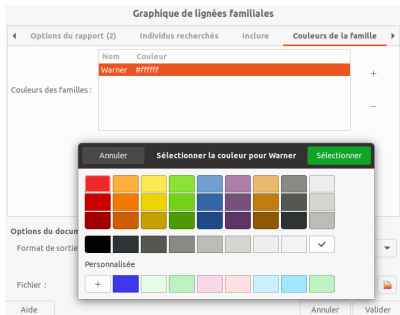 Graphique de lignées familiales
Options du rapport (2) Individus recherchés Inclure Couleurs de la famille
Nom Couleur
Warner #ffffff
Couleurs des familles :
+
−
Annuler Sélectionner la couleur pour Warner Sélectionner
Options du docum
Format de sortie
Personnalisée
+
Fichier :
Aide Annuler Valider